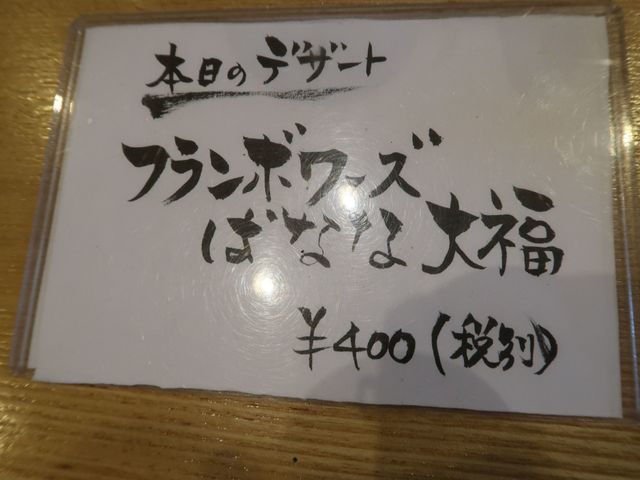 本日のデザート
フランボワーズ
ばなな大福
¥400(税別)